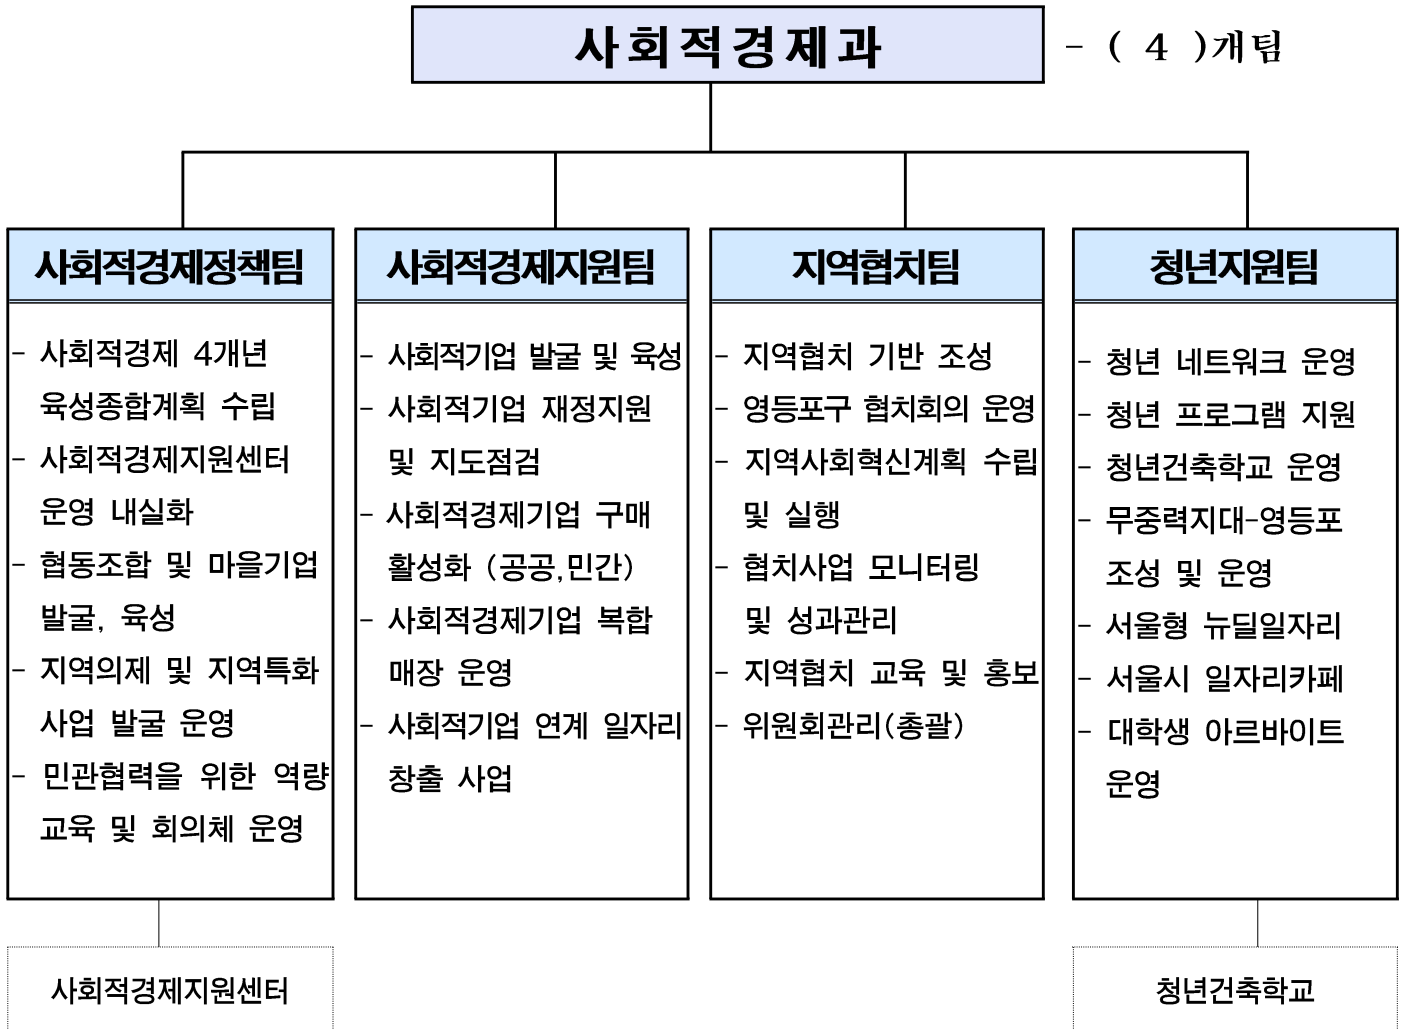 사회적경제과
- ( 4 )개팀
사회적경제정책팀
- 사회적경제 4개년
육성종합계획 수립
- 사회적경제지원센터
운영 내실화
- 협동조합 및 마을기업
발굴, 육성
- 지역의제 및 지역특화
사업 발굴 운영
- 민관협력을 위한 역량
교육 및 회의체 운영
사회적경제지원센터
사회적경제지원팀
- 사회적기업 발굴 및 육성
- 사회적기업 재정지원
및 지도점검
- 사회적경제기업 구매
활성화 (공공,민간)
- 사회적경제기업 복합
매장 운영
- 사회적기업 연계 일자리
창출 사업
지역협치팀
- 지역협치 기반 조성
- 영등포구 협치회의 운영
- 지역사회혁신계획 수립
및 실행
- 협치사업 모니터링
및 성과관리
- 지역협치 교육 및 홍보
- 위원회관리(총괄)
청년지원팀
- 청년 네트워크 운영
- 청년 프로그램 지원
- 청년건축학교 운영
- 무중력지대-영등포
조성 및 운영
- 서울형 뉴딜일자리
- 서울시 일자리카페
- 대학생 아르바이트
운영
청년건축학교